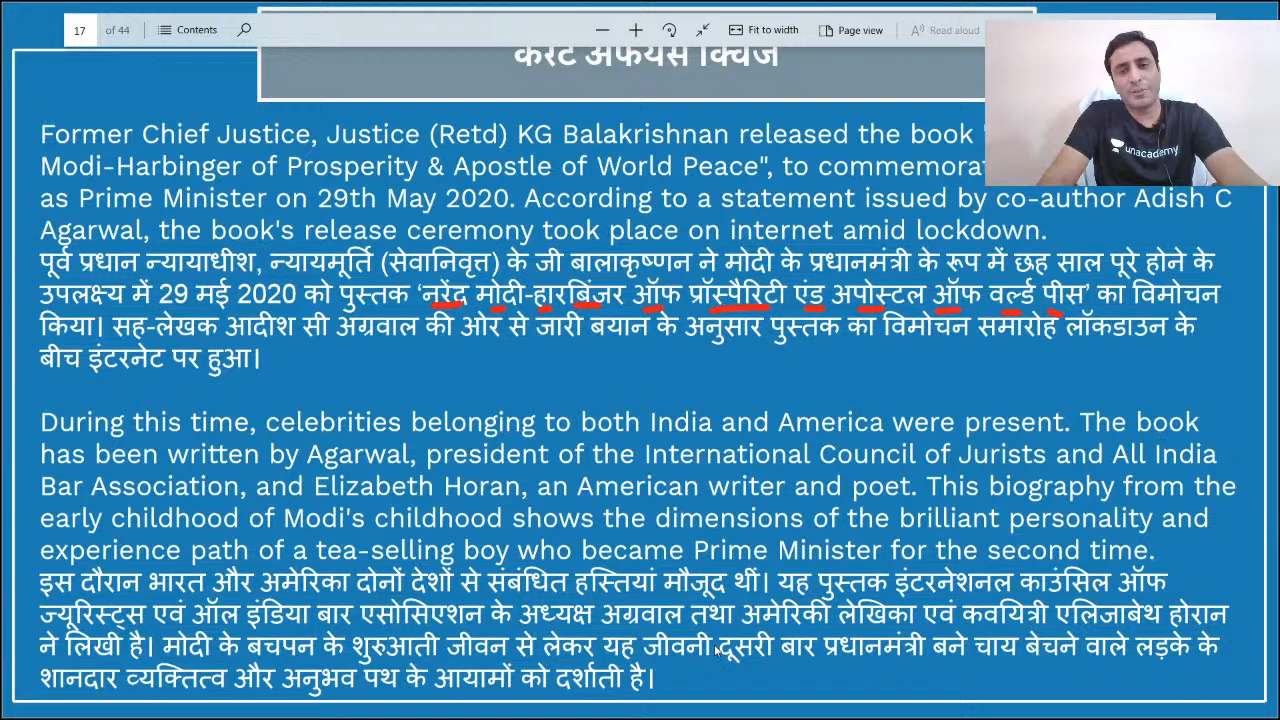 17 of 44 Contents Fit to width Page view Read aloud
करंट अफेयर्स क्विज
Former Chief Justice, Justice (Retd) KG Balakrishnan released the book
Modi-Harbinger of Prosperity & Apostle of World Peace", to commemorat
as Prime Minister on 29th May 2020. According to a statement issued by co-author Adish C
Agarwal, the book's release ceremony took place on internet amid lockdown.
पूर्व प्रधान न्यायाधीश, न्यायमूर्ति (सेवानिवृत्त) के जी बालाकृष्णन ने मोदी के प्रधानमंत्री के रूप में छह साल पूरे होने के
उपलक्ष्य में 29 मई 2020 को पुस्तक ‘नरेंद्र मोदी-हारबिंजर ऑफ प्रॉस्पैरिटी एंड अपोस्टल ऑफ वर्ल्ड पीस’ का विमोचन
किया। सह-लेखक आदीश सी अग्रवाल की ओर से जारी बयान के अनुसार पुस्तक का विमोचन समारोह लॉकडाउन के
बीच इंटरनेट पर हुआ।
During this time, celebrities belonging to both India and America were present. The book
has been written by Agarwal, president of the International Council of Jurists and All India
Bar Association, and Elizabeth Horan, an American writer and poet. This biography from the
early childhood of Modi's childhood shows the dimensions of the brilliant personality and
experience path of a tea-selling boy who became Prime Minister for the second time.
इस दौरान भारत और अमेरिका दोनों देशों से संबंधित हस्तियां मौजूद थीं। यह पुस्तक इंटरनेशनल काउंसिल ऑफ
ज्यूरिस्ट्स एवं ऑल इंडिया बार एसोसिएशन के अध्यक्ष अग्रवाल तथा अमेरिकी लेखिका एवं कवयित्री एलिजाबेथ होरान
ने लिखी है। मोदी के बचपन के शुरुआती जीवन से लेकर यह जीवनी दूसरी बार प्रधानमंत्री बने चाय बेचने वाले लड़के के
शानदार व्यक्तित्व और अनुभव पथ के आयामों को दर्शाती है।
unacademy